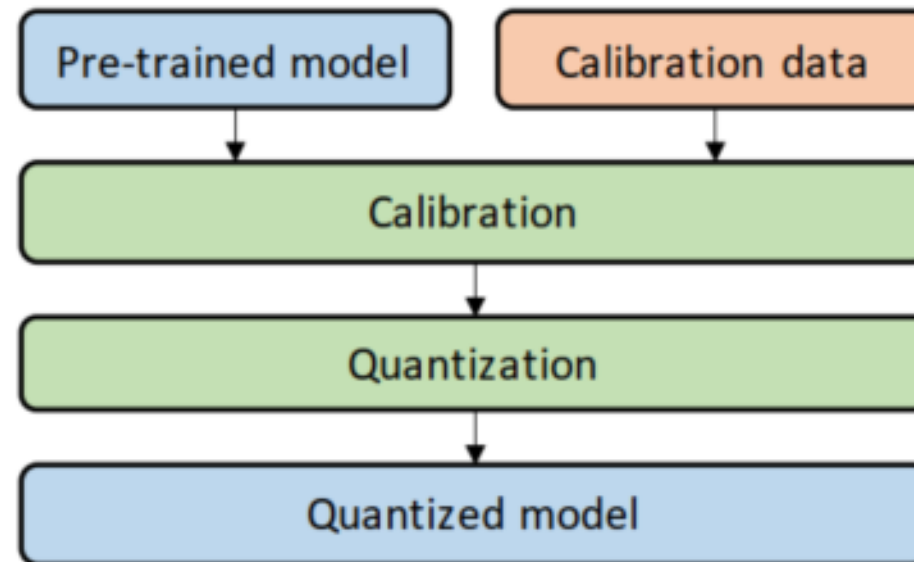 Pre-trained model
Calibration data
Calibration
Quantization
Quantized model